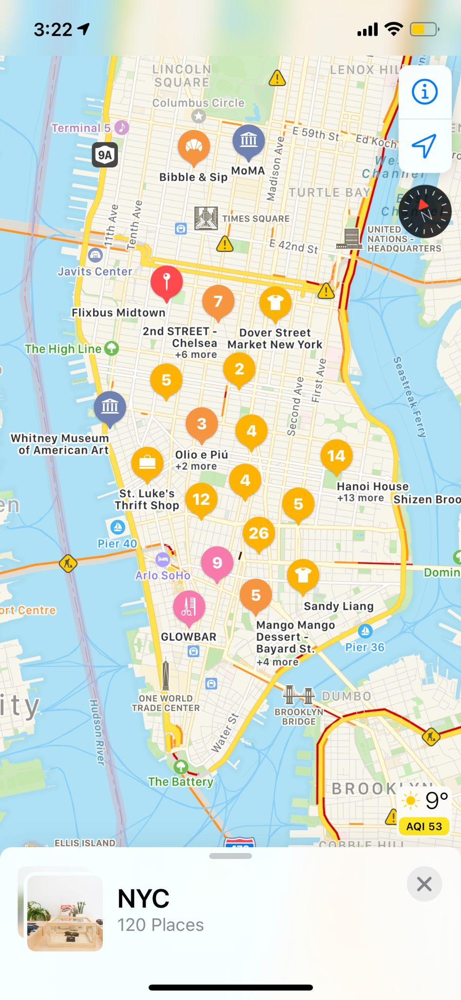 3:22
LINCOLN
SQUARE
LENOX HIL
Columbus Circle
Terminal 5
E 59th St
Ed Koch
9A
Bibble & Sip
MoMA
Madison Ave
West
Channel
TURTLE BAY
East
Channel
11th Ave
Tenth Ave
TIMES SQUARE
E 42nd St
UNITED
NATIONS -
HEADQUARTERS
Javits Center
Flixbus Midtown
7
2nd STREET -
Chelsea
+6 more
Dover Street
Market New York
The High Line
5
2
Second Ave
First Ave
Seastreak Ferry
Whitney Museum
of American Art
3
Olio e Piú
+2 more
4
14
Hanoi House
+13 more
Shizen Broo
St. Luke's
Thrift Shop
12
4
5
26
Pier 40
Arlo SoHo
9
Domin
ort Centre
5
Sandy Liang
GLOWBAR
Mango Mango
Dessert -
Bayard St.
+4 more
Pier 36
ONE WORLD
TRADE CENTER
BROOKLYN
BRIDGE
DUMBO
ity
Hudson River
Water St
The Battery
BROOKLYN
9°
AQI 53
ELLIS ISLAND
COBBLE HILL
NYC
120 Places